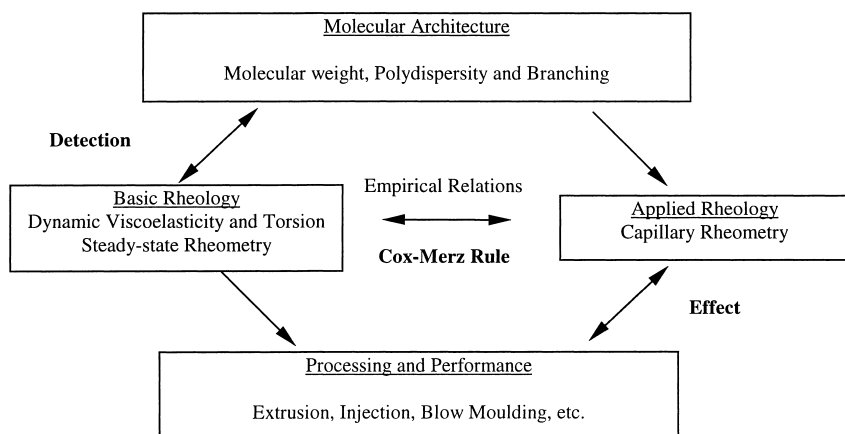 Molecular Architecture
Molecular weight, Polydispersity and Branching
Detection
Basic Rheology
Dynamic Viscoelasticity and Torsion
Steady-state Rheometry
Empirical Relations
Cox-Merz Rule
Applied Rheology
Capillary Rheometry
Effect
Processing and Performance
Extrusion, Injection, Blow Moulding, etc.